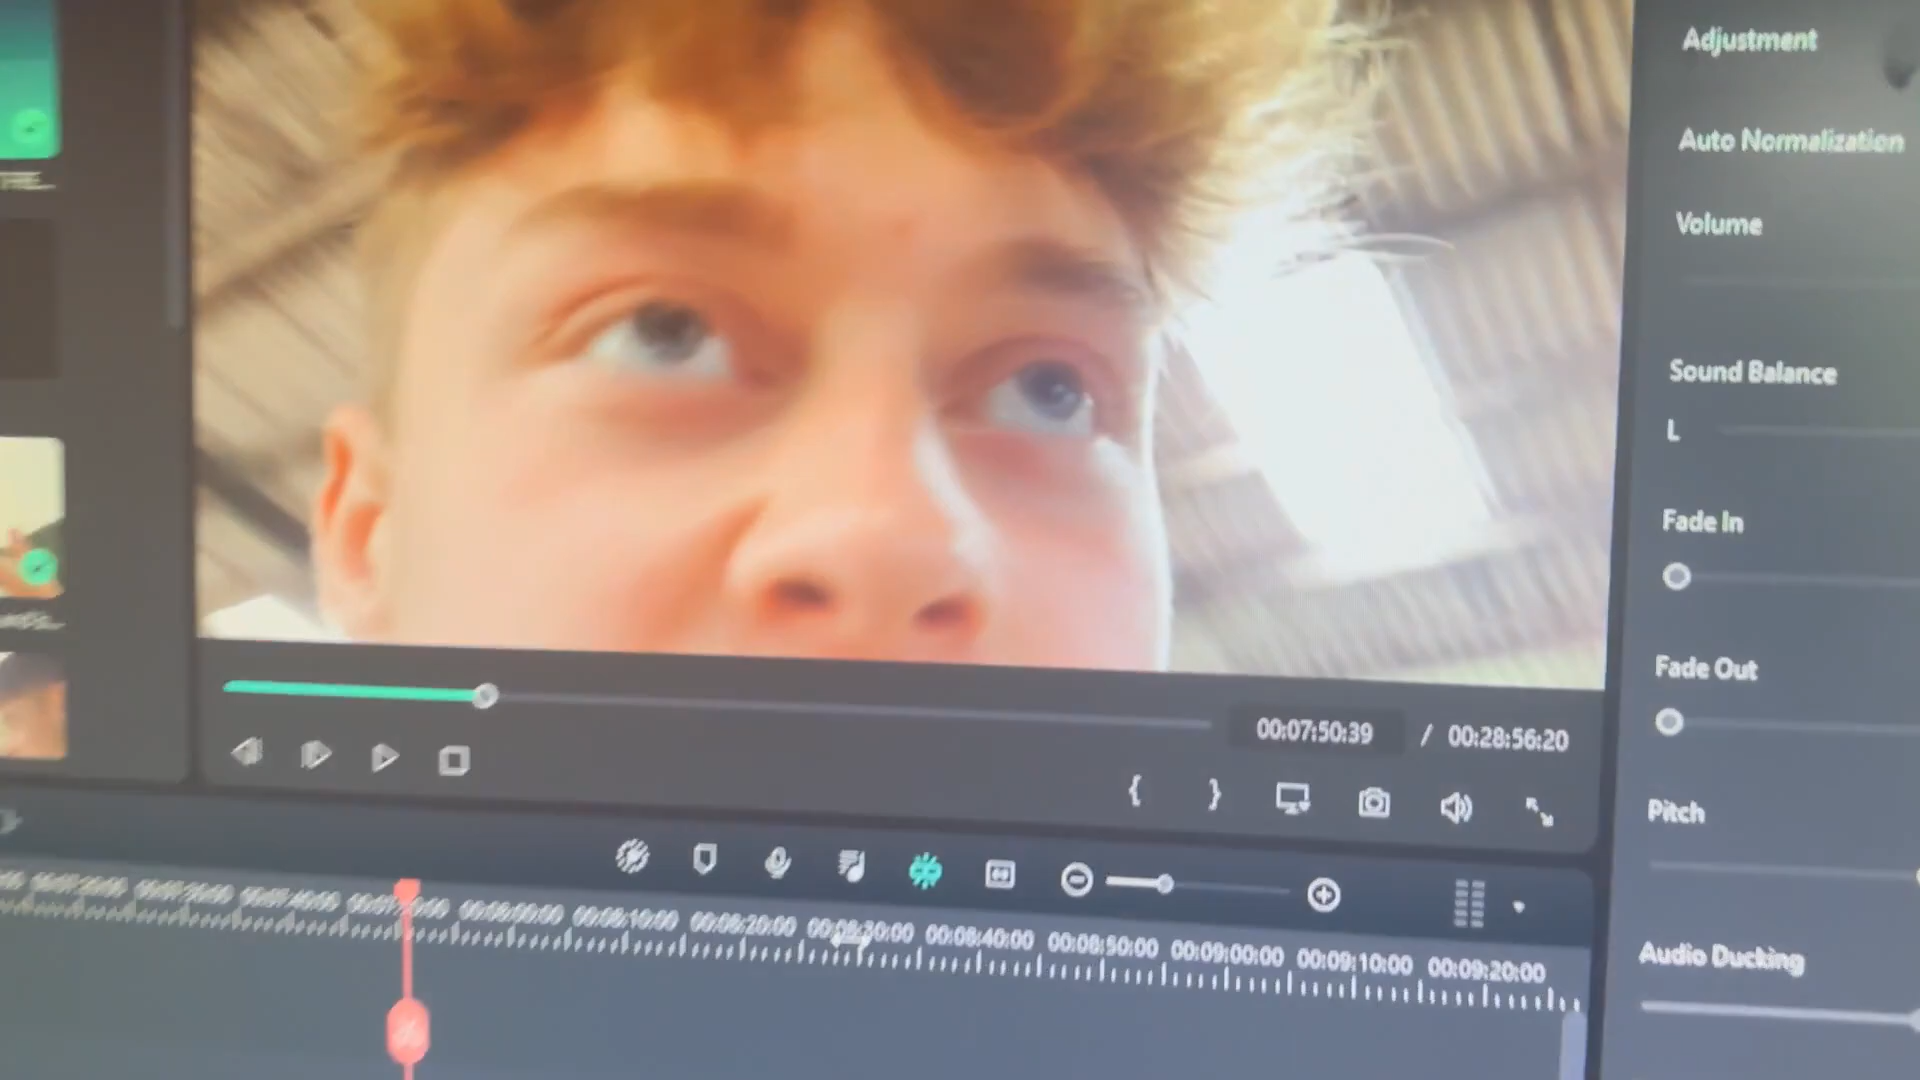 Adjustment
Auto Normalization
Volume
Sound Balance
L
Fade In
Fade Out
00:07:50:39 / 00:28:56:20
{ }
Pitch
00:08:00:00 00:08:10:00 00:08:20:00 00:08:30:00 00:08:40:00 00:08:50:00 00:09:00:00 00:09:10:00 00:09:20:00
Audio Ducking